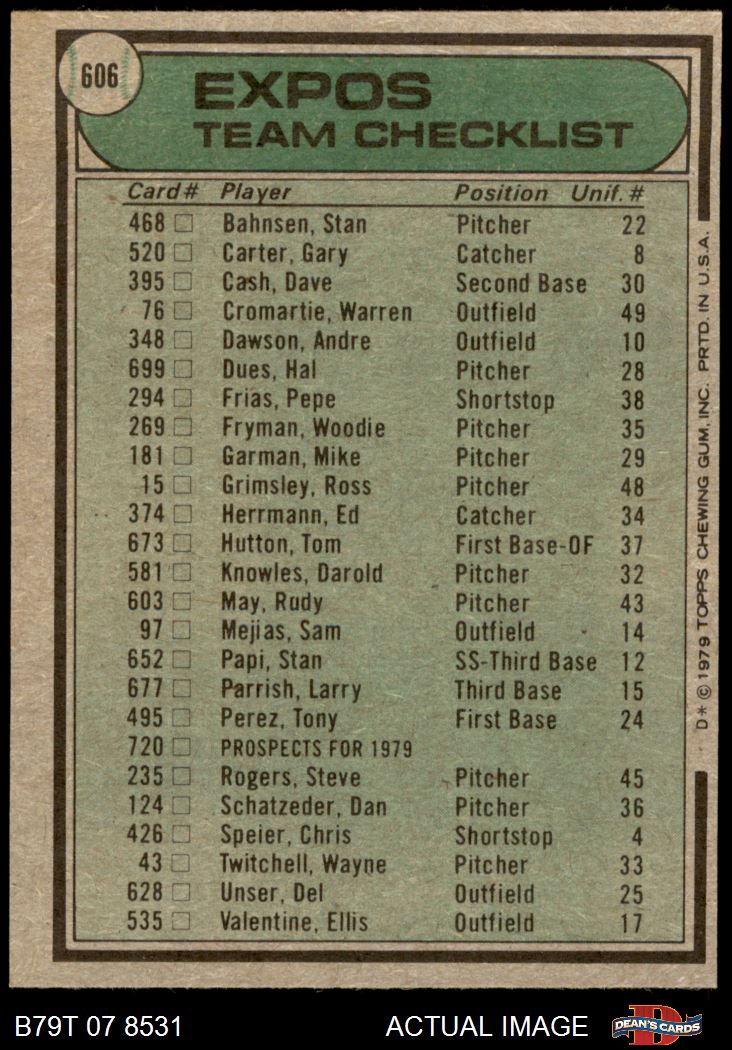 606
EXPOS
TEAM CHECKLIST
Card# Player Position Unif. #
468 Bahnsen, Stan Pitcher 22
520 Carter, Gary Catcher 8
395 Cash, Dave Second Base 30
76 Cromartie, Warren Outfield 49
348 Dawson, Andre Outfield 10
699 Dues, Hal Pitcher 28
294 Frias, Pepe Shortstop 38
269 Fryman, Woodie Pitcher 35
181 Garman, Mike Pitcher 29
15 Grimsley, Ross Pitcher 48
374 Herrmann, Ed Catcher 34
673 Hutton, Tom First Base-OF 37
581 Knowles, Darold Pitcher 32
603 May, Rudy Pitcher 43
97 Mejias, Sam Outfield 14
652 Papi, Stan SS-Third Base 12
677 Parrish, Larry Third Base 15
495 Perez, Tony First Base 24
720 PROSPECTS FOR 1979
235 Rogers, Steve Pitcher 45
124 Schatzeder, Dan Pitcher 36
426 Speier, Chris Shortstop 4
43 Twitchell, Wayne Pitcher 33
628 Unser, Del Outfield 25
535 Valentine, Ellis Outfield 17
D* © 1979 TOPPS CHEWING GUM, INC. PRTD. IN U.S.A.
B79T 07 8531 ACTUAL IMAGE
D
DEAN'S CARDS